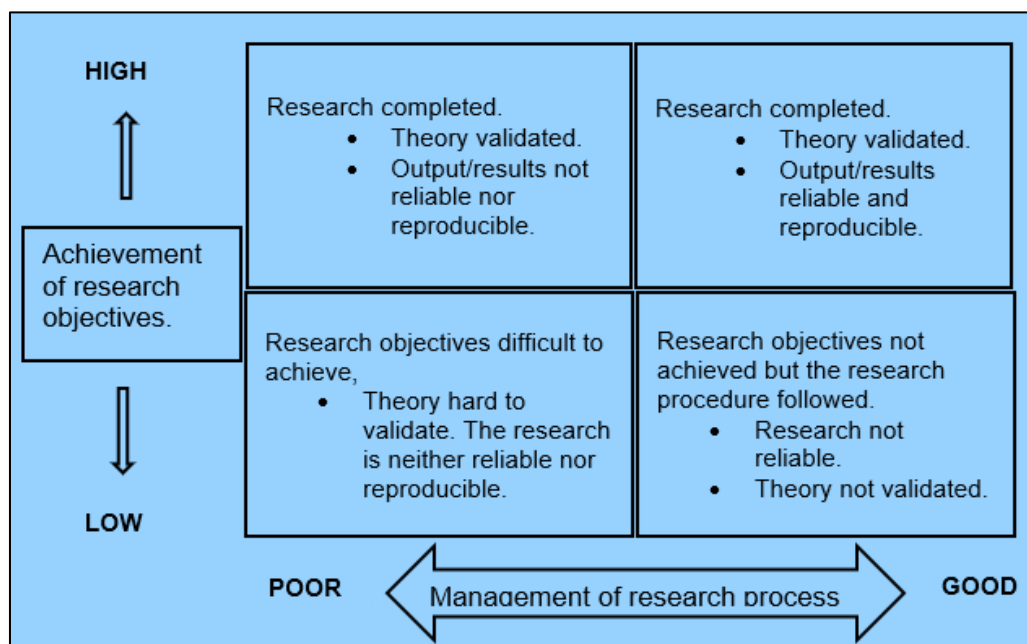 HIGH
Research completed.
• Theory validated.
• Output/results not
reliable nor
reproducible.
Research completed.
• Theory validated.
• Output/results
reliable and
reproducible.
Achievement
of research
objectives.
Research objectives difficult to
achieve,
• Theory hard to
validate. The research
is neither reliable nor
reproducible.
Research objectives not
achieved but the research
procedure followed.
• Research not
reliable.
• Theory not validated.
LOW
POOR
Management of research process
GOOD